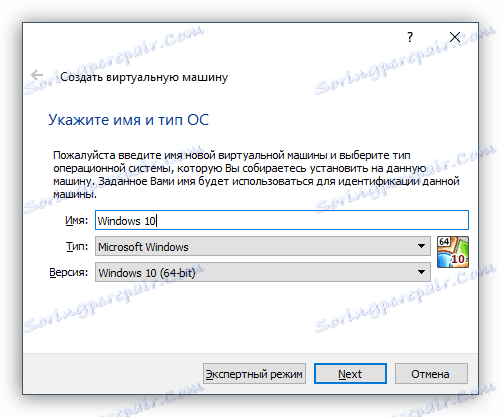 ?
Создать виртуальную машину
Укажите имя и тип ОС
Пожалуйста введите имя новой виртуальной машины и выберите тип
операционной системы, которую Вы собираетесь установить на данную
машину. Заданное Вами имя будет использоваться для идентификации данной
машины.
Имя: Windows 10
Тип: Microsoft Windows
64
10
Версия: Windows 10 (64-bit)
Экспертный режим Next Отмена
Soringpcrepair.com